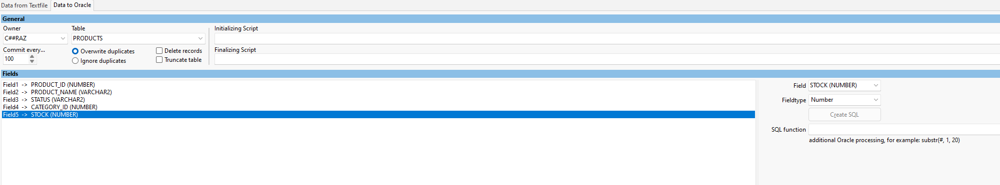 Data from Textfile Data to Oracle
General
Owner Table Initializing Script
C##RAZ PRODUCTS
Commit every... Overwrite duplicates Delete records Finalizing Script
100 Ignore duplicates Truncate table
Fields
Field1 -> PRODUCT_ID (NUMBER)
Field2 -> PRODUCT_NAME (VARCHAR2)
Field3 -> STATUS (VARCHAR2)
Field4 -> CATEGORY_ID (NUMBER)
Field5 -> STOCK (NUMBER)
Field STOCK (NUMBER)
Fieldtype Number
Create SQL
SQL function
additional Oracle processing, for example: substr(#, 1, 20)